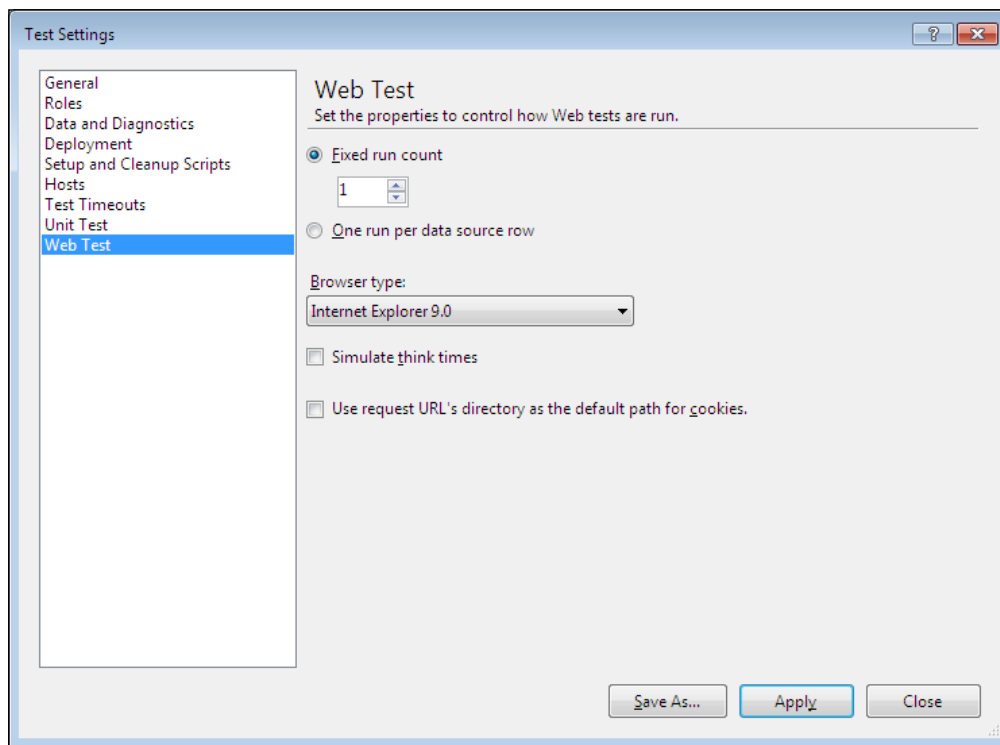 Test Settings
?
General
Roles
Data and Diagnostics
Deployment
Setup and Cleanup Scripts
Hosts
Test Timeouts
Unit Test
Web Test
Web Test
Set the properties to control how Web tests are run.
Fixed run count
1
One run per data source row
Browser type:
Internet Explorer 9.0
Simulate think times
Use request URL's directory as the default path for cookies.
Save As...
Apply
Close